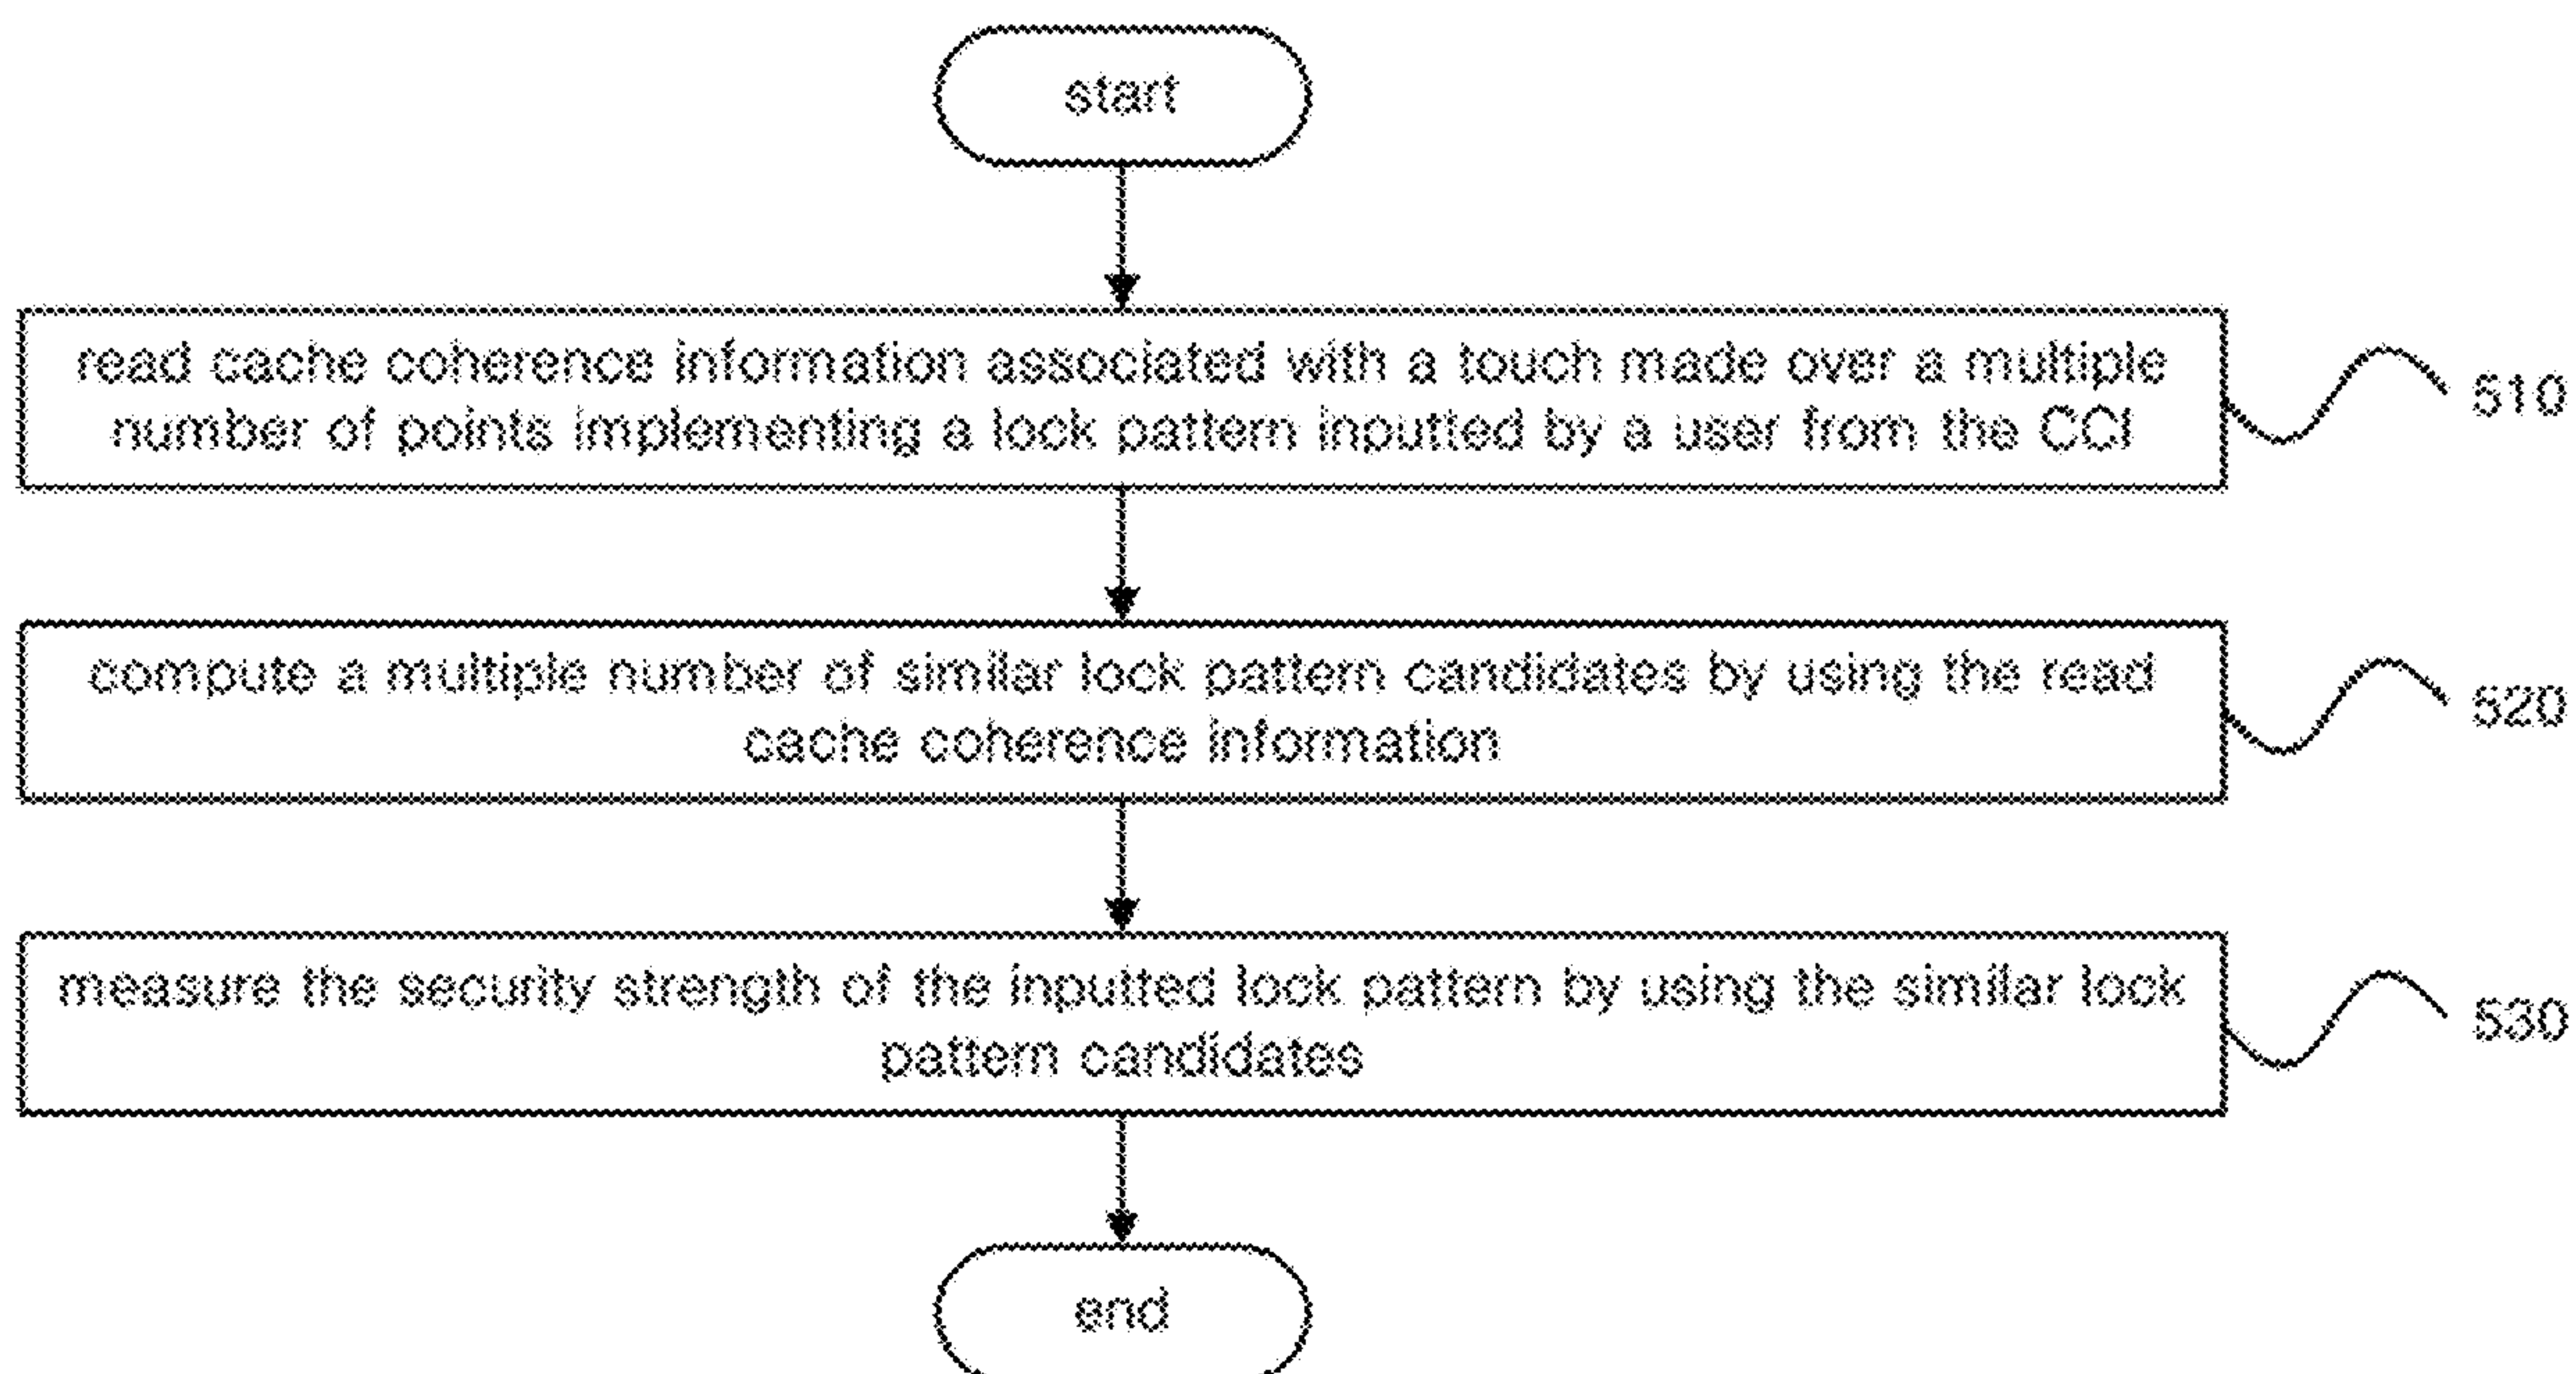 start
read cache coherence information associated with a touch made over a multiple
number of points implementing a lock pattern inputted by a user from the CCI
510
compute a multiple number of similar lock pattern candidates by using the read
cache coherence information
520
measure the security strength of the inputted lock pattern by using the similar lock
pattern candidates
530
end